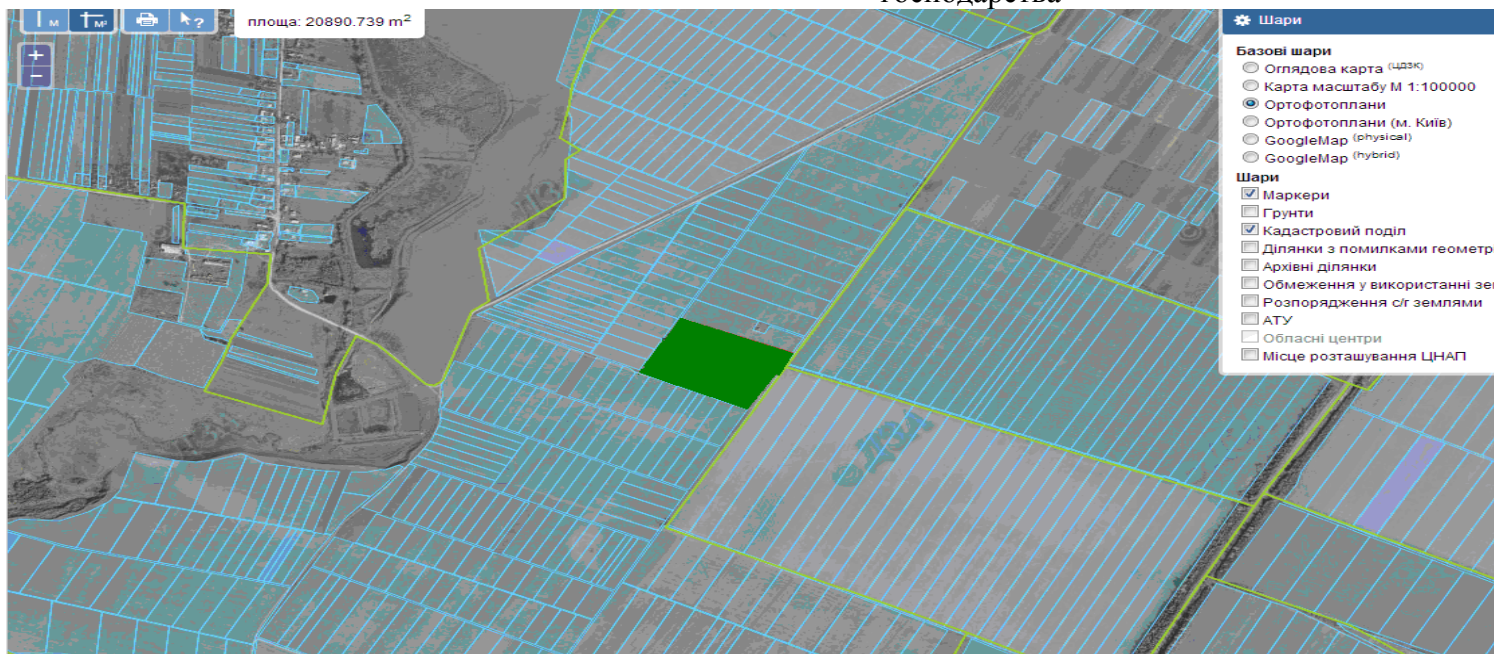 господарства
М
М²
?
площа: 20890.739 m²
+
−
Шари
Базові шари
Оглядова карта (ЦДЗК)
Карта масштабу М 1:100000
Ортофотоплани
Ортофотоплани (м. Київ)
GoogleMap (physical)
GoogleMap (hybrid)
Шари
Маркери
Грунти
Кадастровий поділ
Ділянки з помилками геометр
Архівні ділянки
Обмеження у використанні зем
Розпорядження с/г землями
АТУ
Обласні центри
Місце розташування ЦНАП